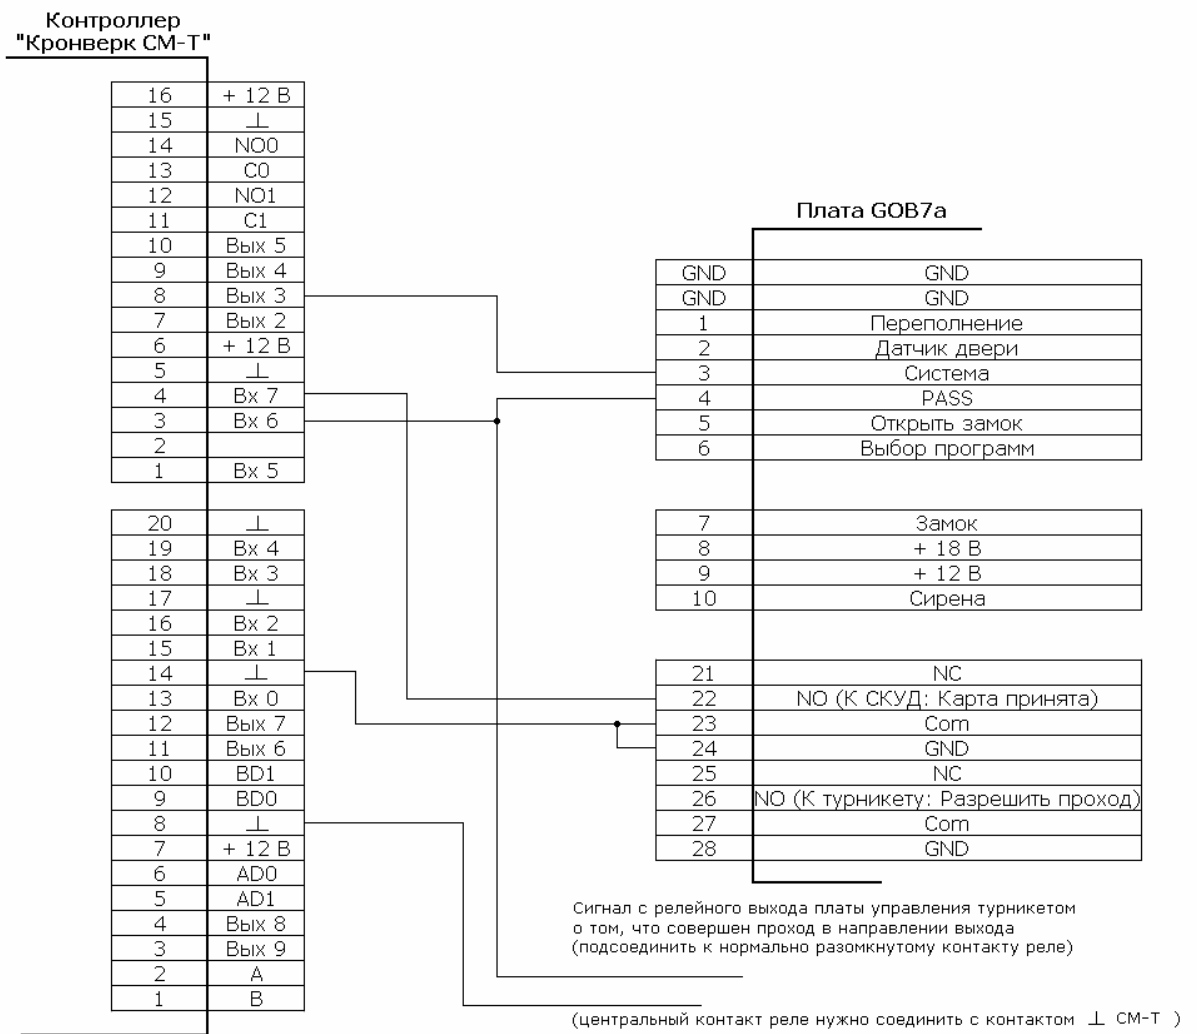 Контроллер
"Кронверк СМ-Т"
16 + 12 В
15 ⊥
14 NO0
13 C0
12 NO1
11 C1
10 Вых 5
9 Вых 4
8 Вых 3
7 Вых 2
6 + 12 В
5 ⊥
4 Вх 7
3 Вх 6
2
1 Вх 5
20 ⊥
19 Вх 4
18 Вх 3
17 ⊥
16 Вх 2
15 Вх 1
14 ⊥
13 Вх 0
12 Вых 7
11 Вых 6
10 BD1
9 BD0
8 ⊥
7 + 12 В
6 AD0
5 AD1
4 Вых 8
3 Вых 9
2 A
1 B
Плата GOB7a
GND GND
GND GND
1 Переполнение
2 Датчик двери
3 Система
4 PASS
5 Открыть замок
6 Выбор программ
7 Замок
8 + 18 В
9 + 12 В
10 Сирена
21 NC
22 NO (К СКУД: Карта принята)
23 Com
24 GND
25 NC
26 NO (К турникету: Разрешить проход)
27 Com
28 GND
Сигнал с релейного выхода платы управления турникетом
о том, что совершен проход в направлении выхода
(подсоединить к нормально разомкнутому контакту реле)
(центральный контакт реле нужно соединить с контактом ⊥ СМ-Т )